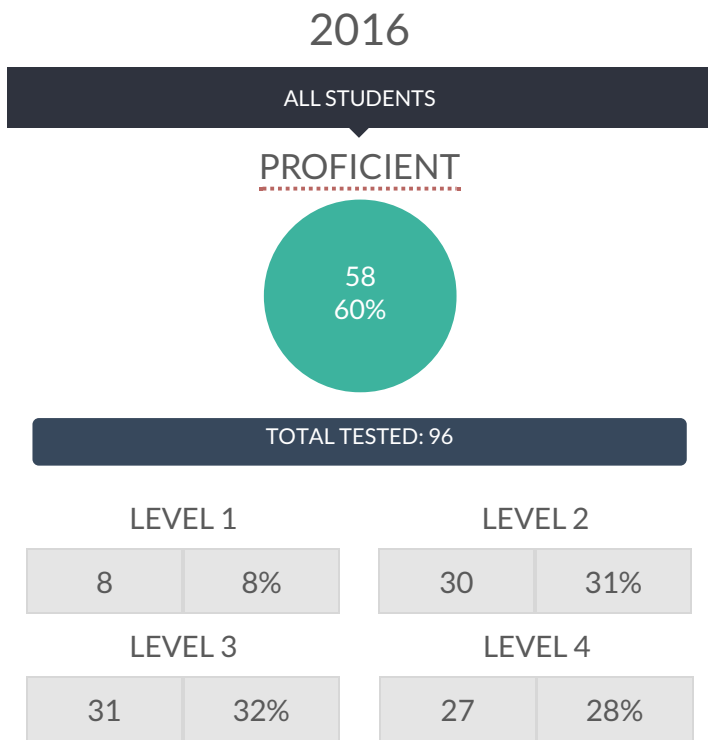 2016
ALL STUDENTS
PROFICIENT
58
60%
TOTAL TESTED: 96
LEVEL 1 LEVEL 2
8 8% 30 31%
LEVEL 3 LEVEL 4
31 32% 27 28%